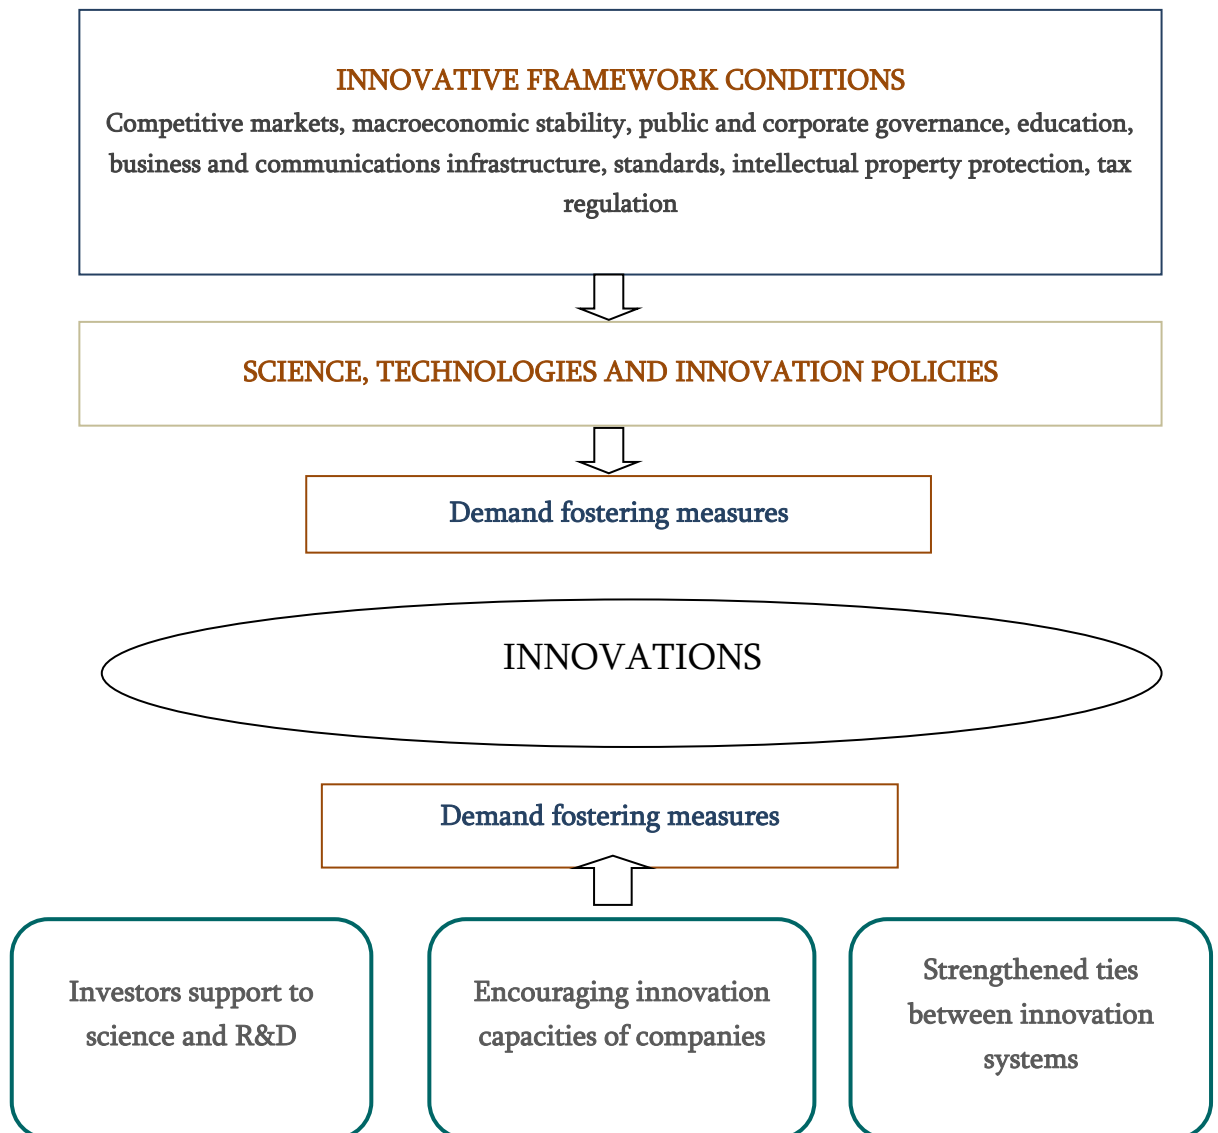 INNOVATIVE FRAMEWORK CONDITIONS
Competitive markets, macroeconomic stability, public and corporate governance, education,
business and communications infrastructure, standards, intellectual property protection, tax
regulation
SCIENCE, TECHNOLOGIES AND INNOVATION POLICIES
Demand fostering measures
INNOVATIONS
Demand fostering measures
Investors support to
science and R&D
Encouraging innovation
capacities of companies
Strengthened ties
between innovation
systems